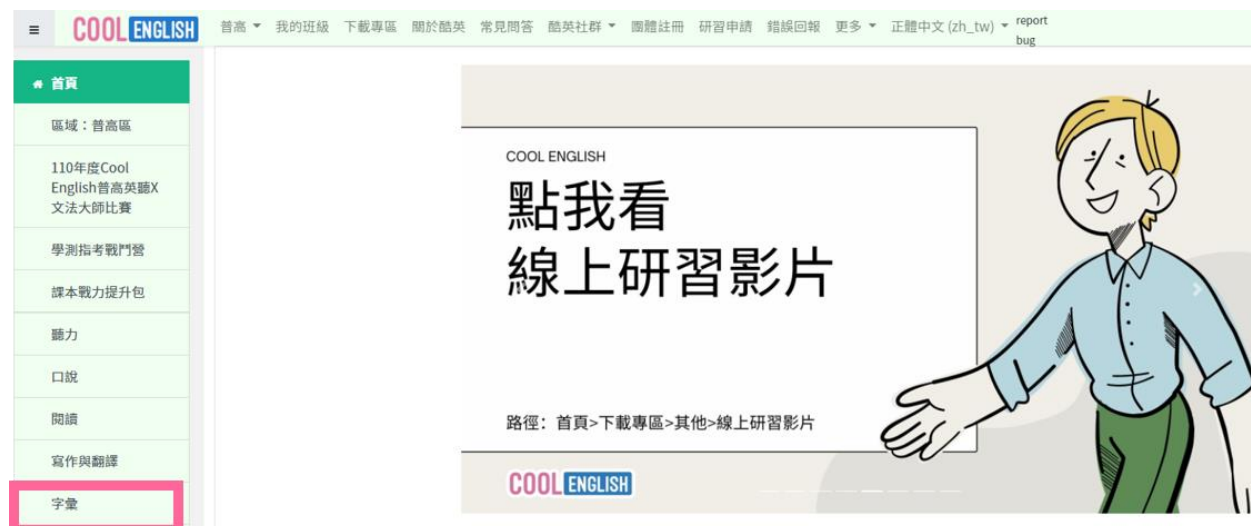 COOL ENGLISH 普高 我的班級 下載專區 關於酷英 常見問答 酷英社群 團體註冊 研習申請 錯誤回報 更多 正體中文 (zh_tw) report
bug
首頁
區域：普高區
110年度Cool
English普高英聽X
文法大師比賽
學測指考戰鬥營
課本戰力提升包
聽力
口說
閱讀
寫作與翻譯
字彙
COOL ENGLISH
點我看
線上研習影片
路徑：首頁>下載專區>其他>線上研習影片
COOL ENGLISH